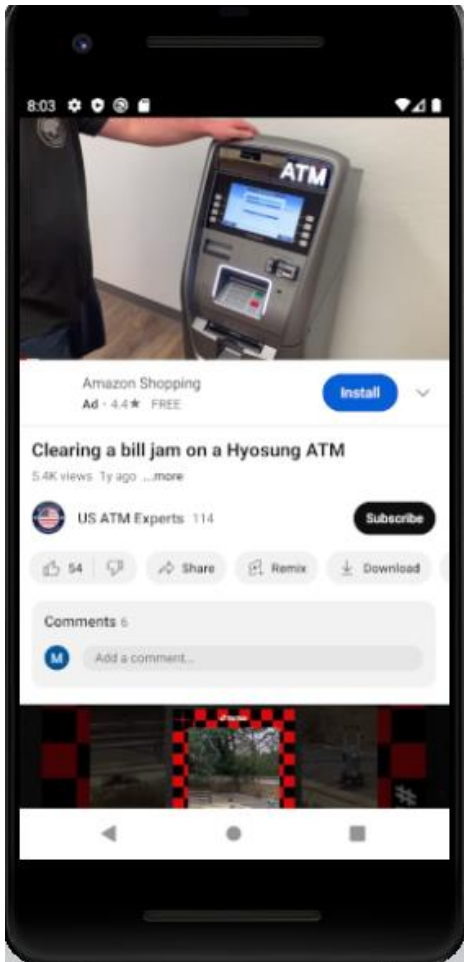 8:03
ATM
Amazon Shopping
Ad · 4.4★ FREE
Install
Clearing a bill jam on a Hyosung ATM
5.4K views 1y ago ...more
US ATM Experts 114
Subscribe
54 Share Remix Download
Comments 6
M Add a comment...
#